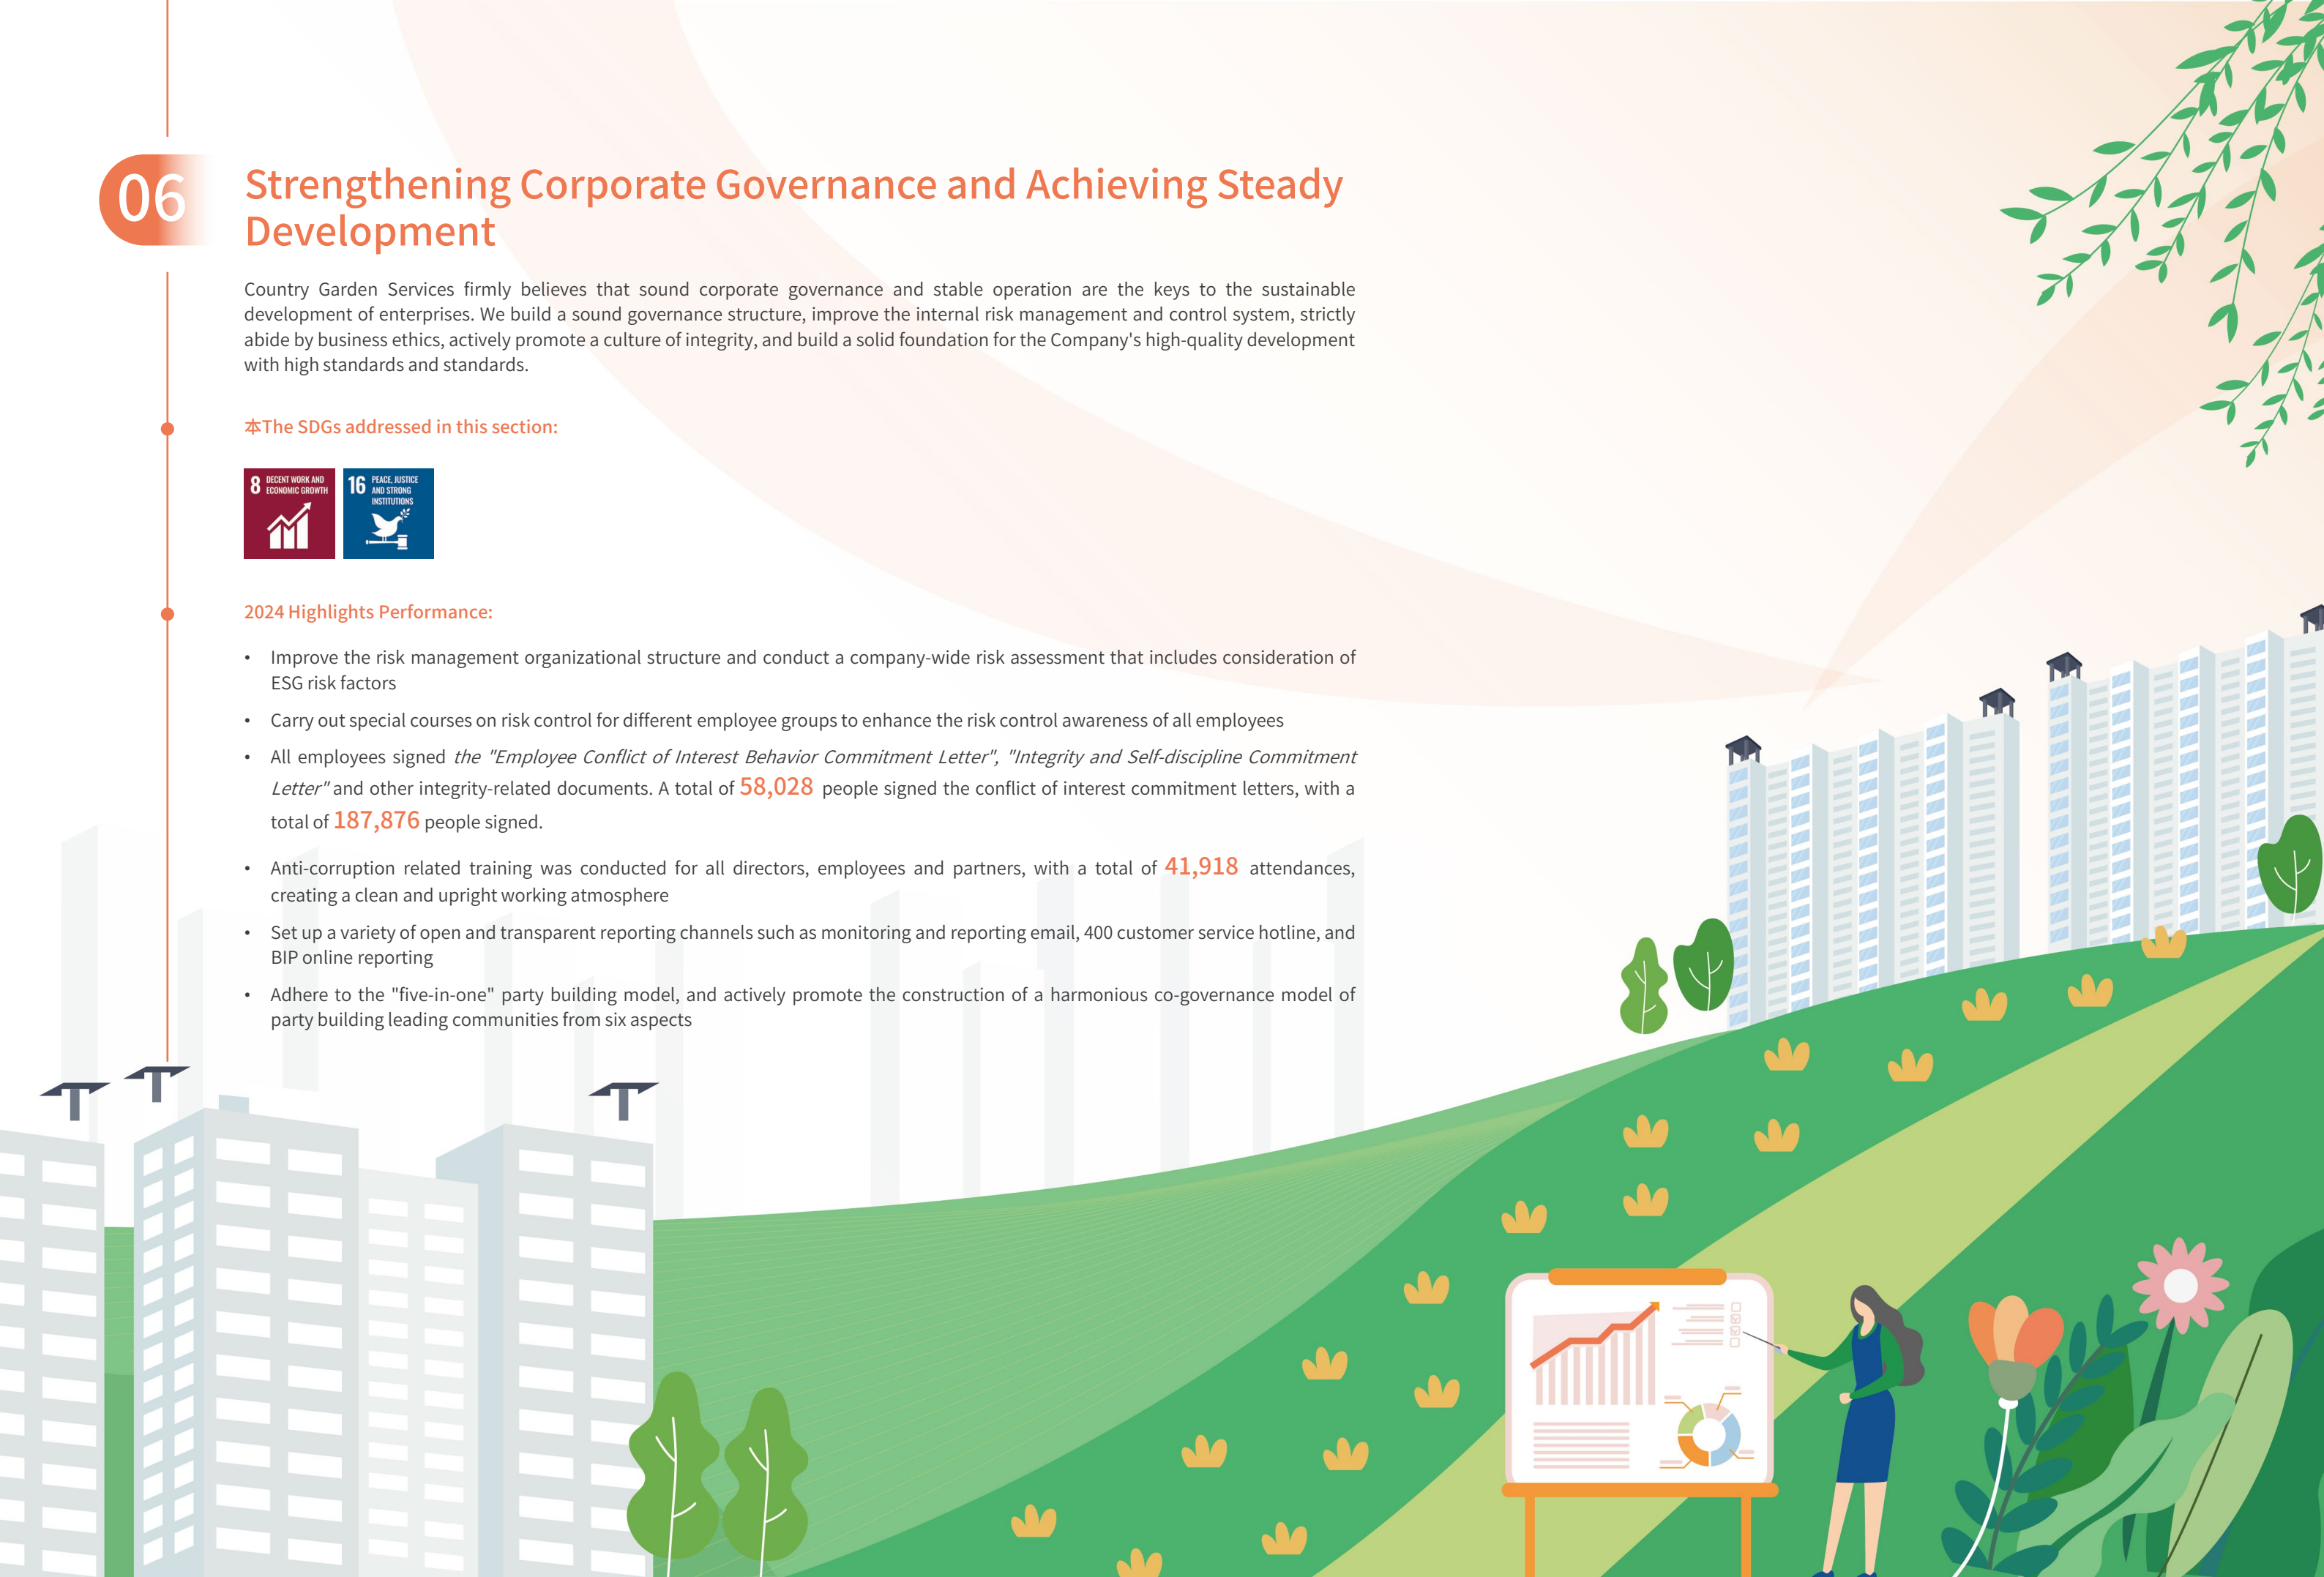 06
Strengthening Corporate Governance and Achieving Steady
Development
Country Garden Services firmly believes that sound corporate governance and stable operation are the keys to the sustainable
development of enterprises. We build a sound governance structure, improve the internal risk management and control system, strictly
abide by business ethics, actively promote a culture of integrity, and build a solid foundation for the Company's high-quality development
with high standards and standards.
本The SDGs addressed in this section:
8 DECENT WORK AND
ECONOMIC GROWTH
16 PEACE, JUSTICE
AND STRONG
INSTITUTIONS
2024 Highlights Performance:
• Improve the risk management organizational structure and conduct a company-wide risk assessment that includes consideration of
ESG risk factors
• Carry out special courses on risk control for different employee groups to enhance the risk control awareness of all employees
• All employees signed the "Employee Conflict of Interest Behavior Commitment Letter", "Integrity and Self-discipline Commitment
Letter" and other integrity-related documents. A total of 58,028 people signed the conflict of interest commitment letters, with a
total of 187,876 people signed.
• Anti-corruption related training was conducted for all directors, employees and partners, with a total of 41,918 attendances,
creating a clean and upright working atmosphere
• Set up a variety of open and transparent reporting channels such as monitoring and reporting email, 400 customer service hotline, and
BIP online reporting
• Adhere to the "five-in-one" party building model, and actively promote the construction of a harmonious co-governance model of
party building leading communities from six aspects